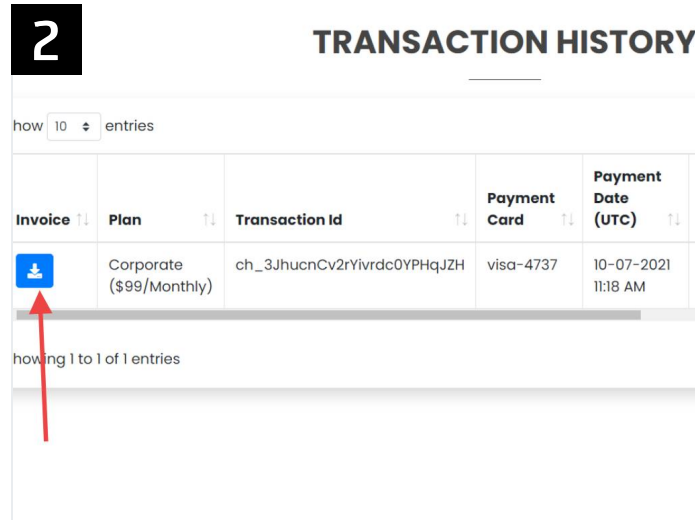 2
TRANSACTION HISTORY
how 10 entries
Invoice Plan Transaction Id Payment Card Payment Date (UTC)
Corporate ($99/Monthly) ch_3JhucnCv2rYivrdc0YPHqJZH visa-4737 10-07-2021 11:18 AM
howing 1 to 1 of 1 entries